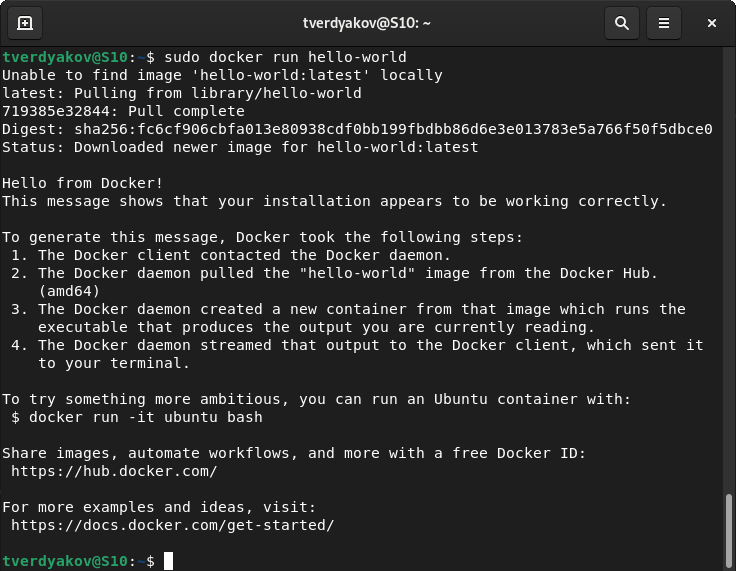 tverdyakov@S10: ~
tverdyakov@S10:~$ sudo docker run hello-world
Unable to find image 'hello-world:latest' locally
latest: Pulling from library/hello-world
719385e32844: Pull complete
Digest: sha256:fc6cf906cbfa013e80938cdf0bb199fbdbb86d6e3e013783e5a766f50f5dbce0
Status: Downloaded newer image for hello-world:latest

Hello from Docker!
This message shows that your installation appears to be working correctly.

To generate this message, Docker took the following steps:
 1. The Docker client contacted the Docker daemon.
 2. The Docker daemon pulled the "hello-world" image from the Docker Hub.
    (amd64)
 3. The Docker daemon created a new container from that image which runs the
    executable that produces the output you are currently reading.
 4. The Docker daemon streamed that output to the Docker client, which sent it
    to your terminal.

To try something more ambitious, you can run an Ubuntu container with:
 $ docker run -it ubuntu bash

Share images, automate workflows, and more with a free Docker ID:
 https://hub.docker.com/

For more examples and ideas, visit:
 https://docs.docker.com/get-started/

tverdyakov@S10:~$